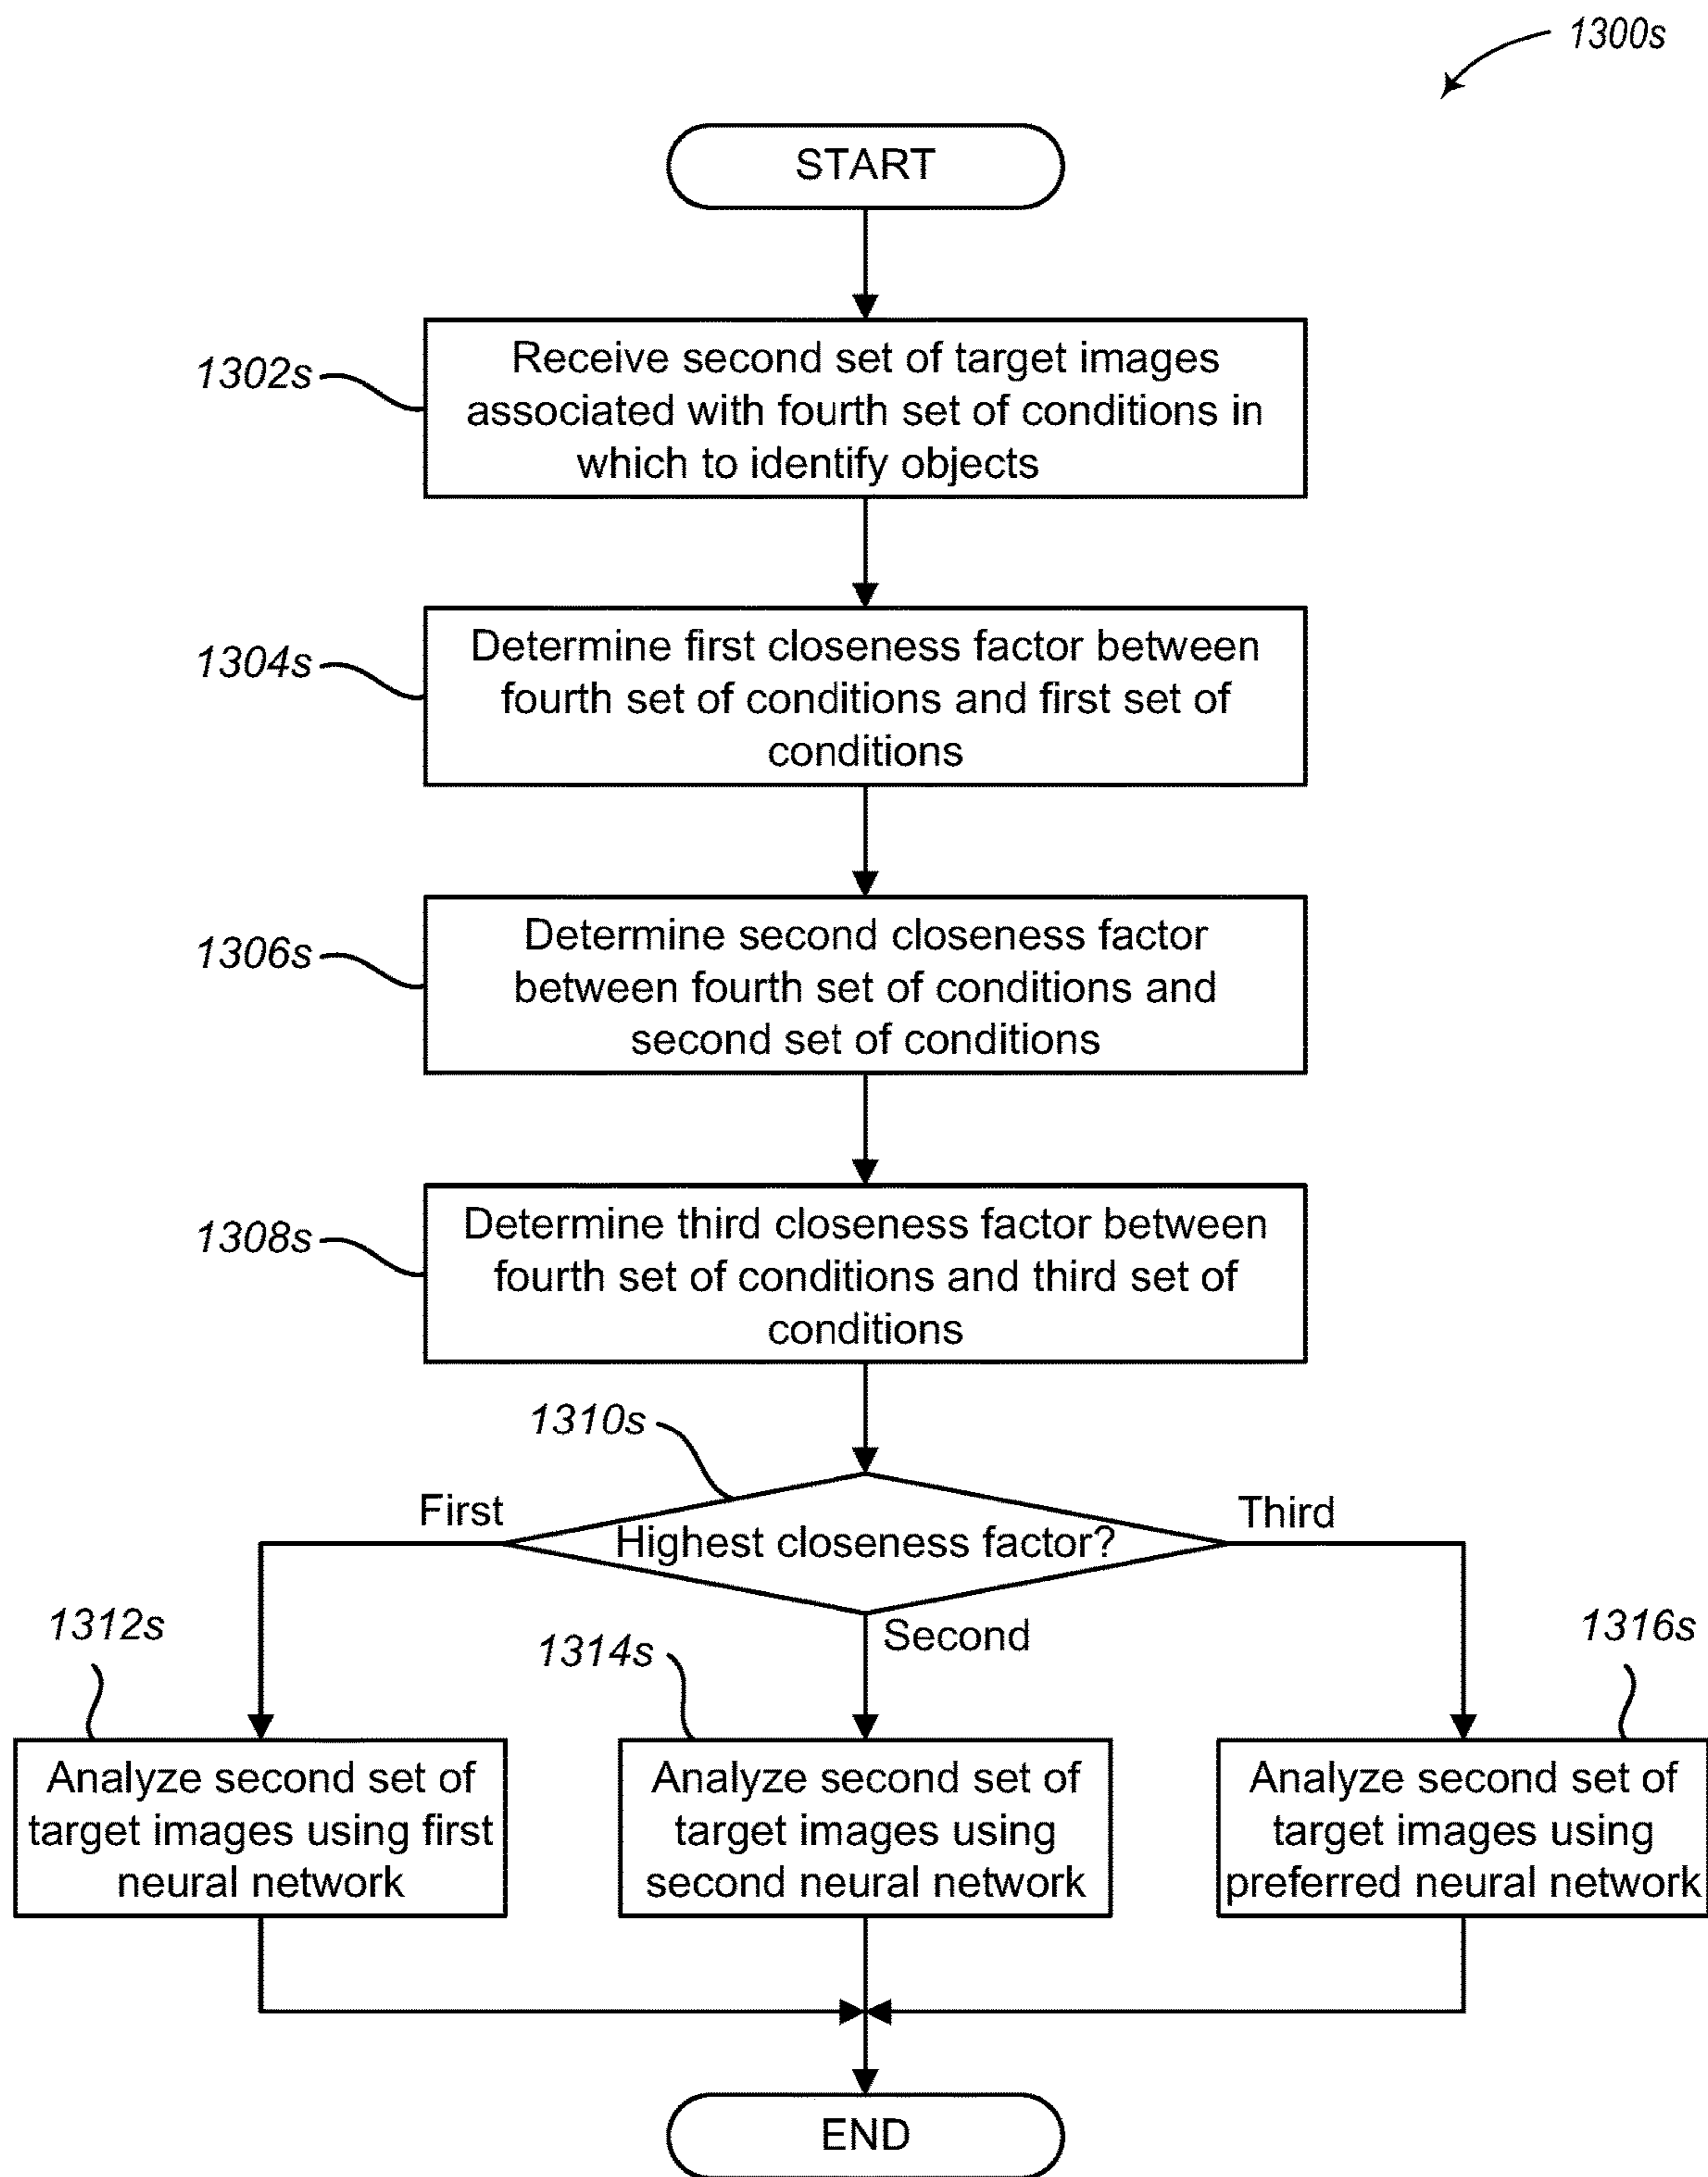 1300s
START
1302s
Receive second set of target images
associated with fourth set of conditions in
which to identify objects
1304s
Determine first closeness factor between
fourth set of conditions and first set of
conditions
1306s
Determine second closeness factor
between fourth set of conditions and
second set of conditions
1308s
Determine third closeness factor between
fourth set of conditions and third set of
conditions
1310s
Highest closeness factor?
First
Second
Third
1312s
Analyze second set of
target images using first
neural network
1314s
Analyze second set of
target images using
second neural network
1316s
Analyze second set of
target images using
preferred neural network
END